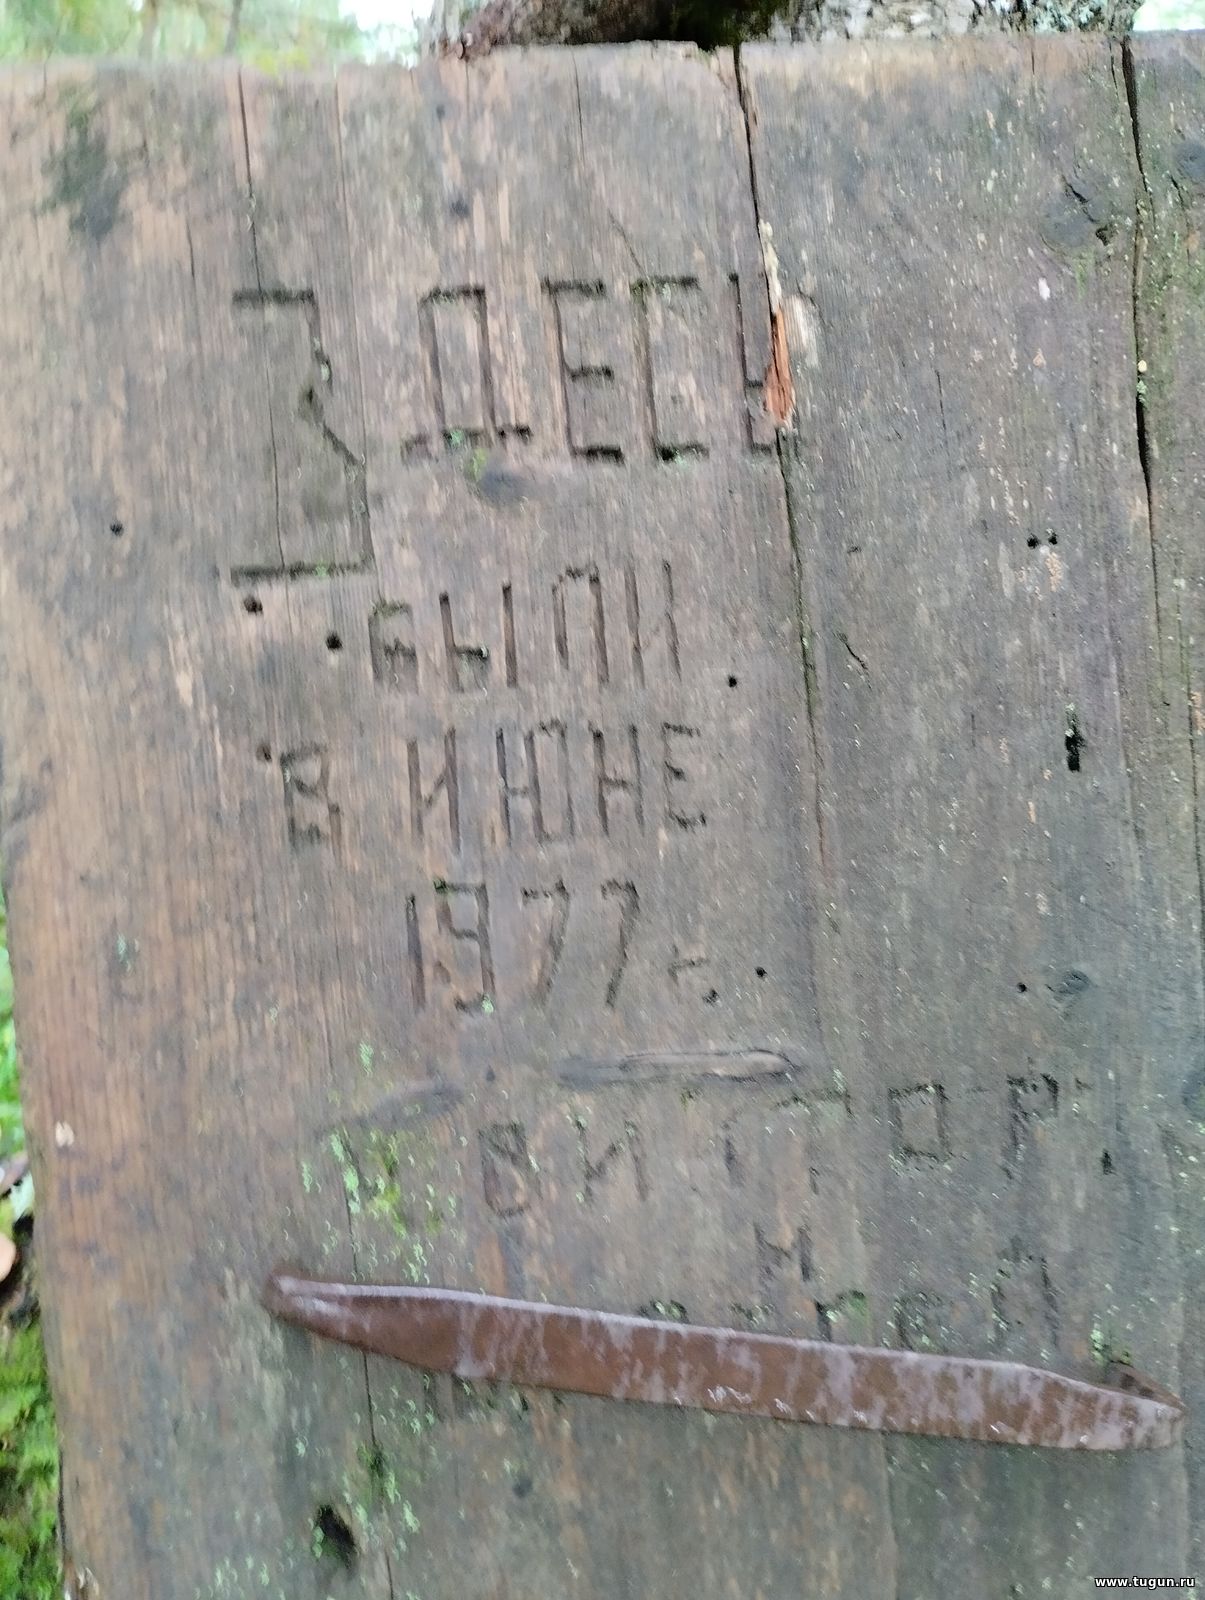 ЗДЕСЬ
БЫЛИ
В ИЮНЕ
1977 г.
ВИКТОР
И
www.tugun.ru